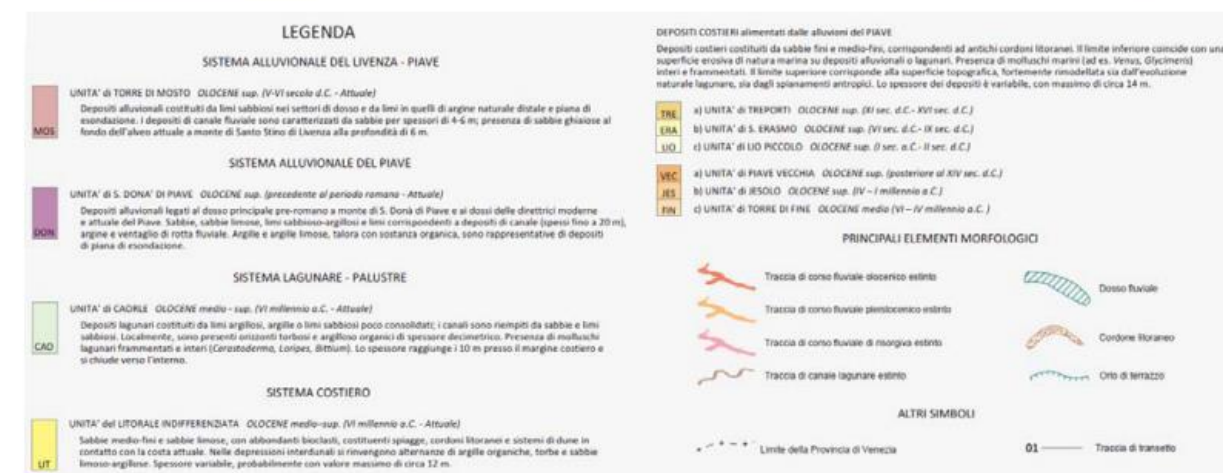 LEGENDA
SISTEMA ALLUVIONALE DEL LIVENZA - PIAVE
MOS
UNITA' di TORRE DI MOSTO OLOCENE sup. (V-VI secolo d.C. - Attuale)
Depositi alluvionali costituiti da limi sabbiosi nei settori di dosso e da limi in quelli di argine naturale distale e piana di
esondazione. I depositi di canale fluviale sono caratterizzati da sabbie per spessori di 4-6 m; presenza di sabbie ghiaiose al
fondo dell'alveo attuale a monte di Santo Stino di Livenza alla profondità di 6 m.
SISTEMA ALLUVIONALE DEL PIAVE
DON
UNITA' di S. DONA' DI PIAVE OLOCENE sup. (precedente al periodo romano - Attuale)
Depositi alluvionali legati al dosso principale pre-romano a monte di S. Donà di Piave e ai dossi delle direttrici moderne
e attuale del Piave. Sabbie, sabbie limose, limi sabbioso-argillosi e limi corrispondenti a depositi di canale (spessi fino a 20 m),
argine e ventaglio di rotta fluviale. Argille e argille limose, talora con sostanza organica, sono rappresentative di depositi
di piana di esondazione.
SISTEMA LAGUNARE - PALUSTRE
CAO
UNITA' di CAORLE OLOCENE medio - sup. (VI millennio a.C. - Attuale)
Depositi lagunari costituiti da limi argillosi, argille o limi sabbiosi poco consolidati; i canali sono riempiti da sabbie e limi
sabbiosi. Localmente, sono presenti orizzonti torbosi e argilloso organici di spessore decimetrico. Presenza di molluschi
lagunari frammentati e interi (Cerastoderma, Loripes, Bittium). Lo spessore raggiunge i 10 m presso il margine costiero e
si chiude verso l'interno.
SISTEMA COSTIERO
LIT
UNITA' del LITORALE INDIFFERENZIATA OLOCENE medio-sup. (VI millennio a.C. - Attuale)
Sabbie medio-fini e sabbie limose, con abbondanti bioclasti, costituenti spiagge, cordoni litoranei e sistemi di dune in
contatto con la costa attuale. Nelle depressioni interdunali si rinvengono alternanze di argille organiche, torbe e sabbie
limoso-argillose. Spessore variabile, probabilmente con valore massimo di circa 12 m.
DEPOSITI COSTIERI alimentati dalle alluvioni del PIAVE
Depositi costieri costituiti da sabbie fini e medio-fini, corrispondenti ad antichi cordoni litoranei. Il limite inferiore coincide con una
superficie erosiva di natura marina su depositi alluvionali o lagunari. Presenza di molluschi marini (ad es. Venus, Glycimeris)
interi e frammentati. Il limite superiore corrisponde alla superficie topografica, fortemente rimodellata sia dall'evoluzione
naturale lagunare, sia dagli spianamenti antropici. Lo spessore dei depositi è variabile, con massimo di circa 14 m.
TRE a) UNITA' di TREPORTI OLOCENE sup. (XI sec. d.C.- XVI sec. d.C.)
ERA b) UNITA' di S. ERASMO OLOCENE sup. (VI sec. d.C.- IX sec. d.C.)
LIO c) UNITA' di LIO PICCOLO OLOCENE sup. (I sec. a.C.- II sec. d.C.)
VEC a) UNITA' di PIAVE VECCHIA OLOCENE sup. (posteriore al XIV sec. d.C.)
JES b) UNITA' di JESOLO OLOCENE sup. (IV - I millennio a.C.)
FIN c) UNITA' di TORRE DI FINE OLOCENE medio (VI - IV millennio a.C. )
PRINCIPALI ELEMENTI MORFOLOGICI
Traccia di corso fluviale olocenico estinto
Traccia di corso fluviale pleistocenico estinto
Traccia di corso fluviale di risorgiva estinto
Traccia di canale lagunare estinto
Dosso fluviale
Cordone litoraneo
Orlo di terrazzo
ALTRI SIMBOLI
Limite della Provincia di Venezia
01 Traccia di transetto